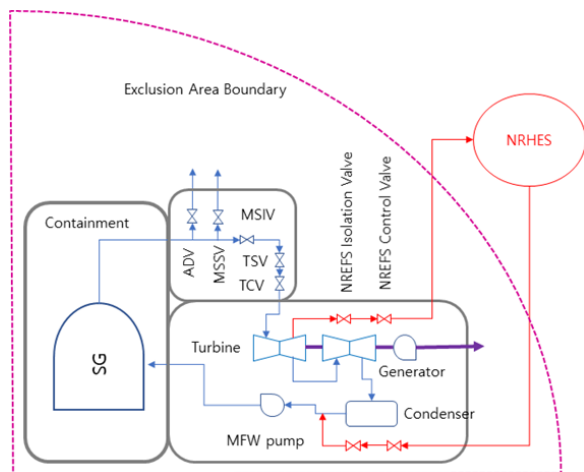 Exclusion Area Boundary
NRHES
Containment
MSIV
ADV
MSSV
TSV
TCV
NREFS Isolation Valve
NREFS Control Valve
SG
Turbine
Generator
Condenser
MFW pump